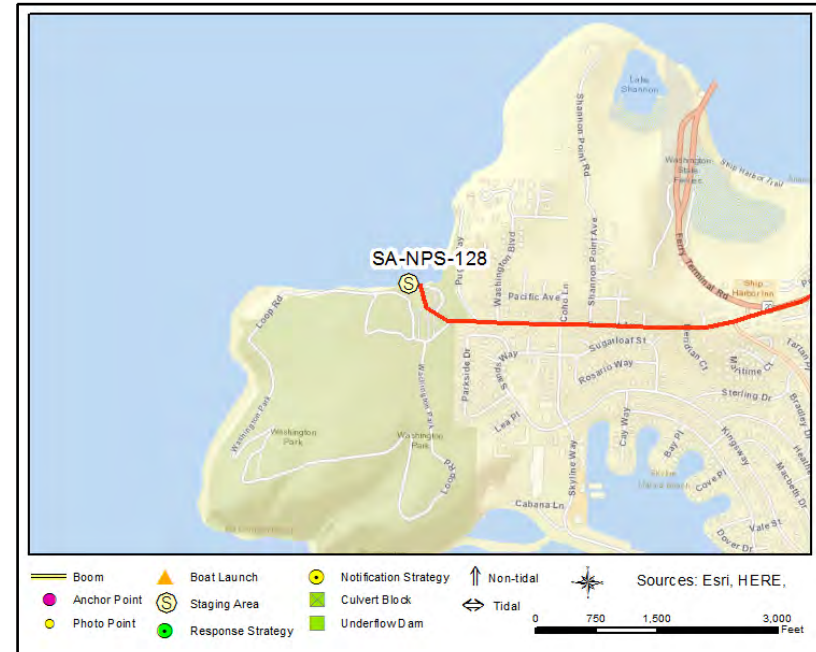 Lake
Shannon
Shannon Point Rd
Washington
State
Ferries
Ship Harbor Trail
SA-NPS-128
Washington Blvd
Shannon Point Ave
Ferry Terminal Rd
Ship
Harbor Inn
Loop Rd
Pacific Ave
Coho Ln
Sugarloaf St
Parkside Dr
Sands Way
Rosario Way
Sterling Dr
Lea Pl
Cay Way
Bay Pl
Kingsway
Bradley Dr
Washington Park
Washington Park
Washington
Park
Washington
Park
Loop Rd
Skyline Way
Cove Pl
Macbeth Dr
Cabana Ln
Vale St
Dover Dr
Boom
Boat Launch
Notification Strategy
Non-tidal
Sources: Esri, HERE,
Anchor Point
S
Staging Area
Culvert Block
Tidal
Photo Point
Response Strategy
Underflow Dam
0 750 1,500 3,000
Feet